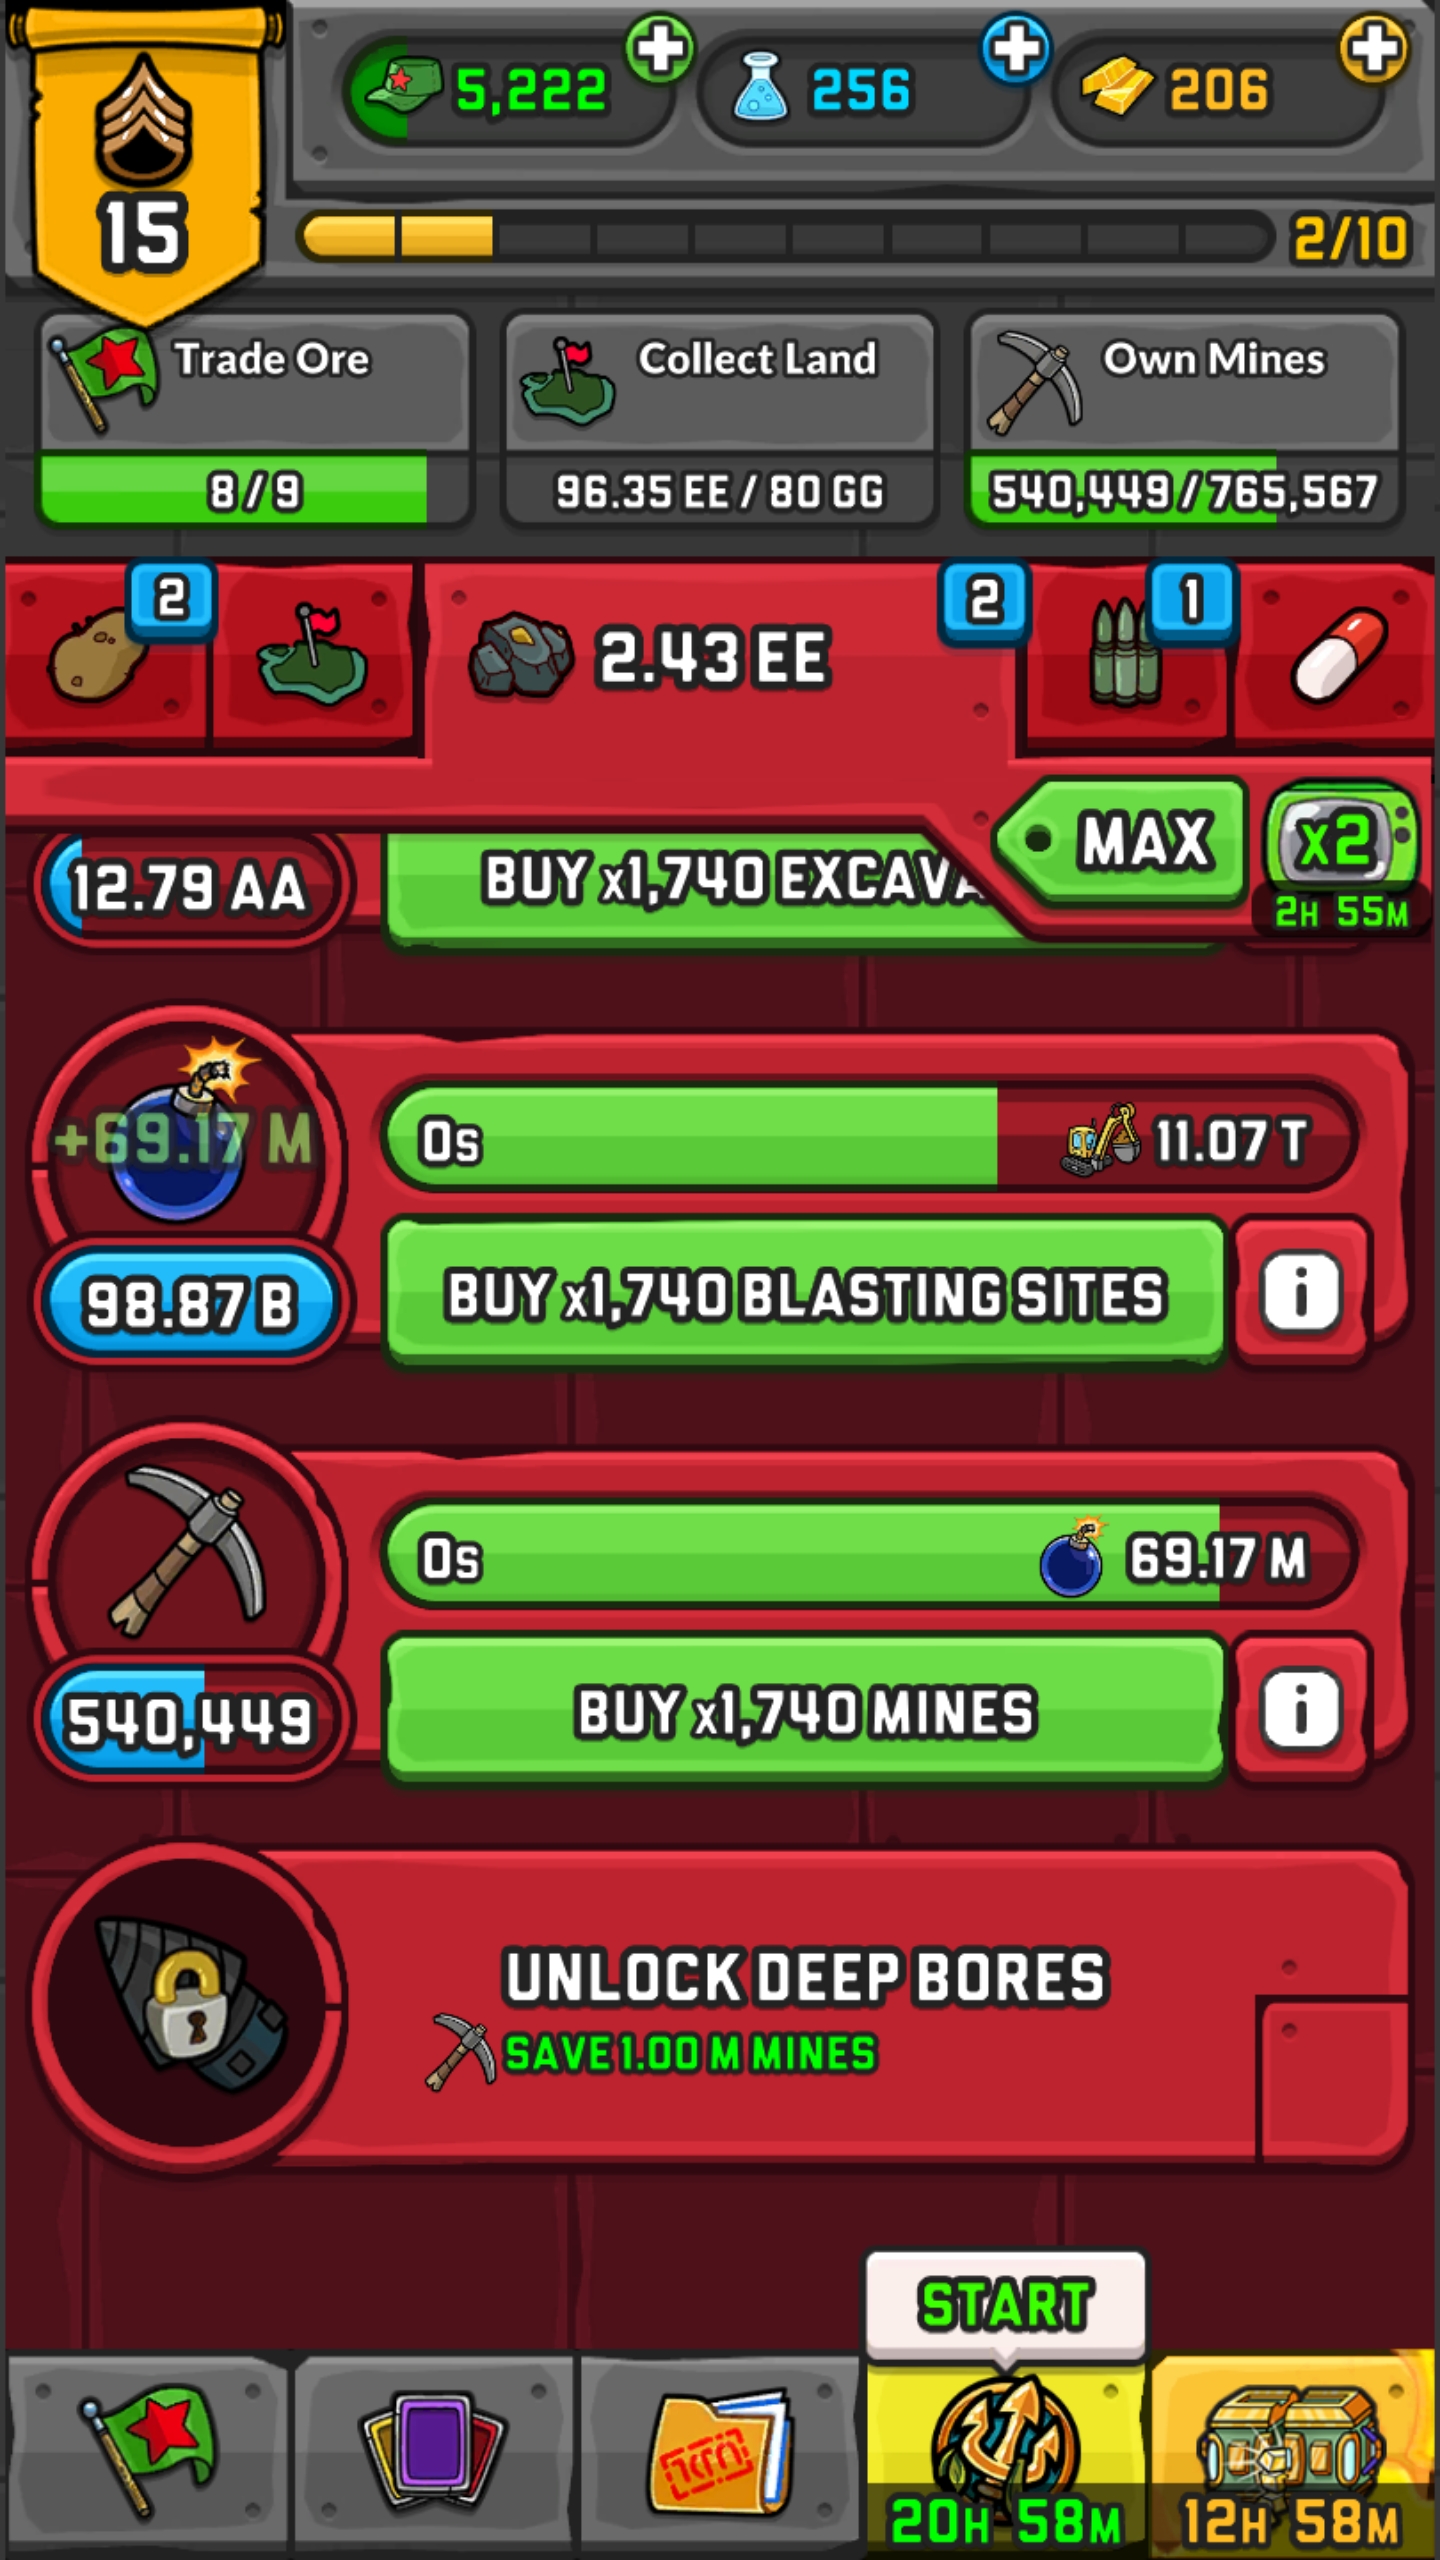 5,222
256
206
15
2/10
Trade Ore
Collect Land
Own Mines
8/9
96.35 EE / 80 GG
540,449/765,567
2
2.43 EE
2
1
MAX
x2
2H 55M
12.79 AA
BUY x1,740 EXCAVA
+69.17 M
0s
11.07 T
98.87 B
BUY x1,740 BLASTING SITES
i
0s
69.17 M
540,449
BUY x1,740 MINES
i
UNLOCK DEEP BORES
SAVE 1.00 M MINES
START
20H 58M
12H 58M